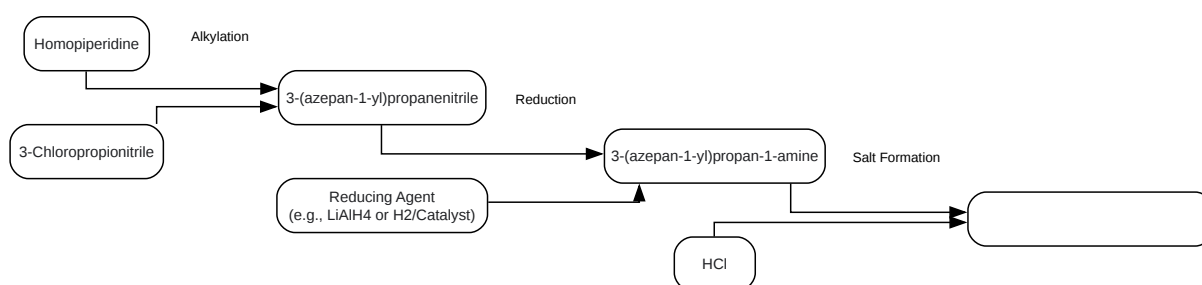 Homopiperidine
Alkylation
3-Chloropropionitrile
3-(azepan-1-yl)propanenitrile
Reduction
Reducing Agent
(e.g., LiAlH4 or H2/Catalyst)
3-(azepan-1-yl)propan-1-amine
Salt Formation
HCl